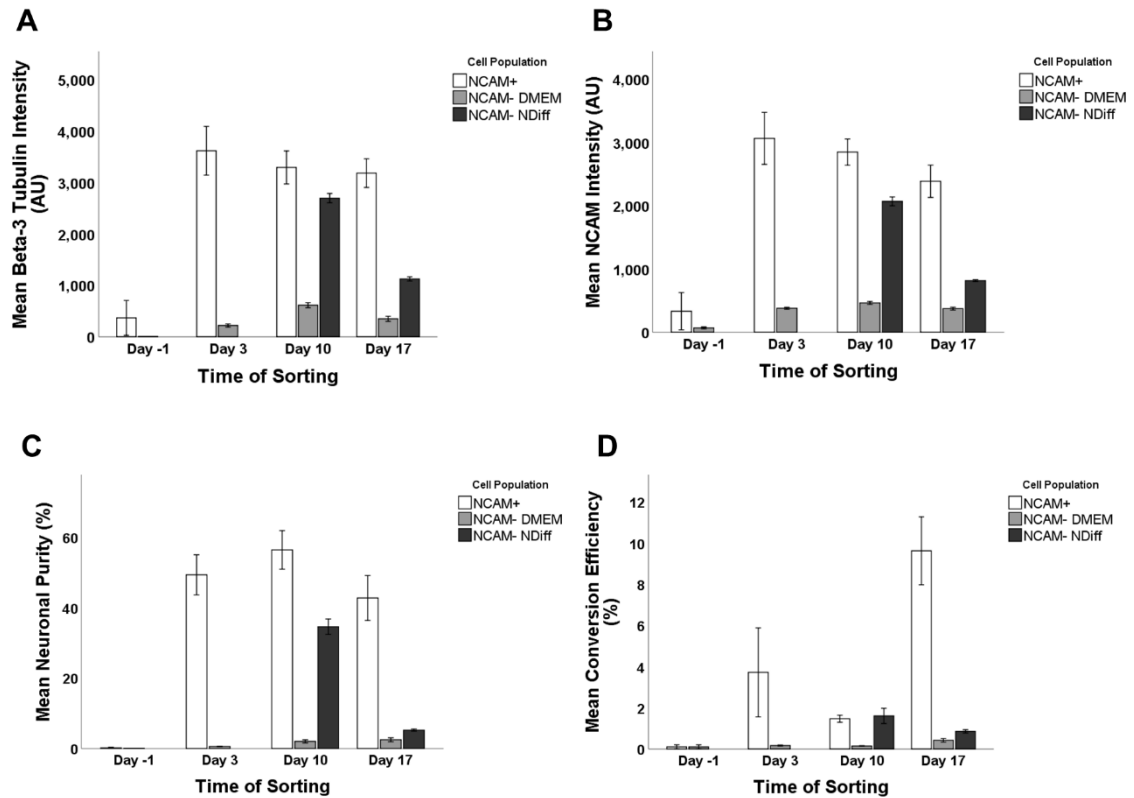 A
Mean Beta-3 Tubulin Intensity
(AU)
5,000
4,000
3,000
2,000
1,000
0
Day -1
Day 3
Day 10
Day 17
Time of Sorting
Cell Population
NCAM+
NCAM- DMEM
NCAM- NDiff
B
Mean NCAM Intensity (AU)
4,000
3,000
2,000
1,000
0
Day -1
Day 3
Day 10
Day 17
Time of Sorting
Cell Population
NCAM+
NCAM- DMEM
NCAM- NDiff
C
Mean Neuronal Purity (%)
60
40
20
0
Day -1
Day 3
Day 10
Day 17
Time of Sorting
Cell Population
NCAM+
NCAM- DMEM
NCAM- NDiff
D
Mean Conversion Efficiency
(%)
12
10
8
6
4
2
0
Day -1
Day 3
Day 10
Day 17
Time of Sorting
Cell Population
NCAM+
NCAM- DMEM
NCAM- NDiff